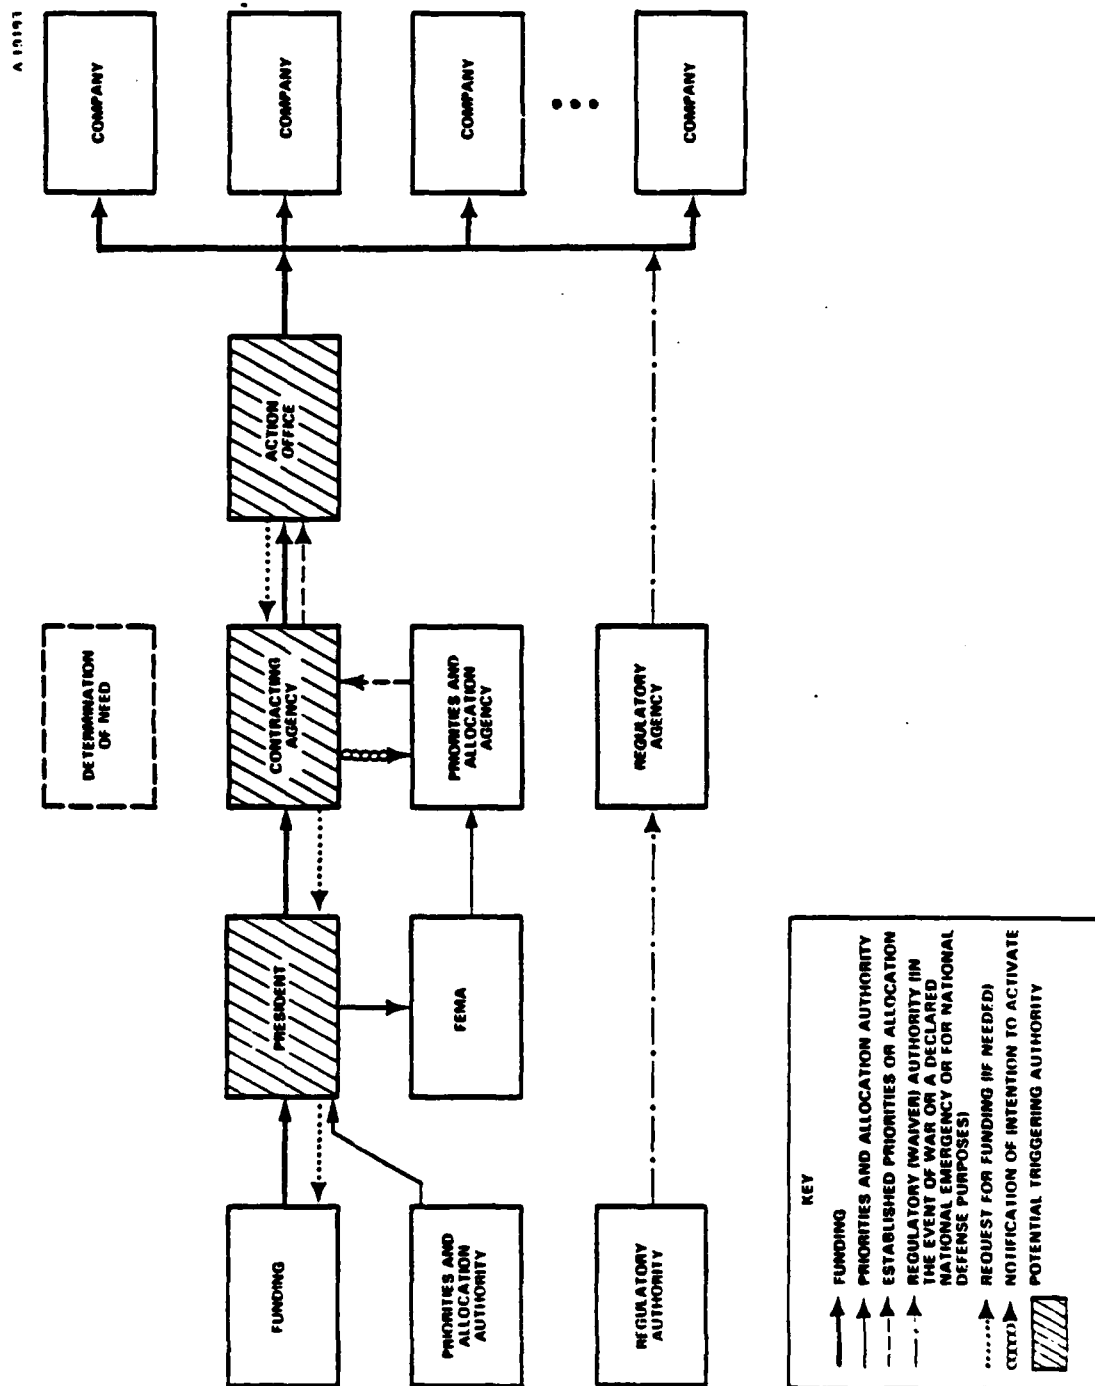 A 19191
DETERMINATION
OF NEED
FUNDING
PRESIDENT
CONTRACTING
AGENCY
ACTION
OFFICE
COMPANY
COMPANY
COMPANY
COMPANY
PRIORITIES AND
ALLOCATION
AUTHORITY
FEMA
PRIORITIES AND
ALLOCATION
AGENCY
REGULATORY
AUTHORITY
REGULATORY
AGENCY
KEY
FUNDING
PRIORITIES AND ALLOCATION AUTHORITY
ESTABLISHED PRIORITIES OR ALLOCATION
REGULATORY (WAIVER) AUTHORITY (IN
THE EVENT OF WAR OR A DECLARED
NATIONAL EMERGENCY OR FOR NATIONAL
DEFENSE PURPOSES)
REQUEST FOR FUNDING (IF NEEDED)
NOTIFICATION OF INTENTION TO ACTIVATE
POTENTIAL TRIGGERING AUTHORITY